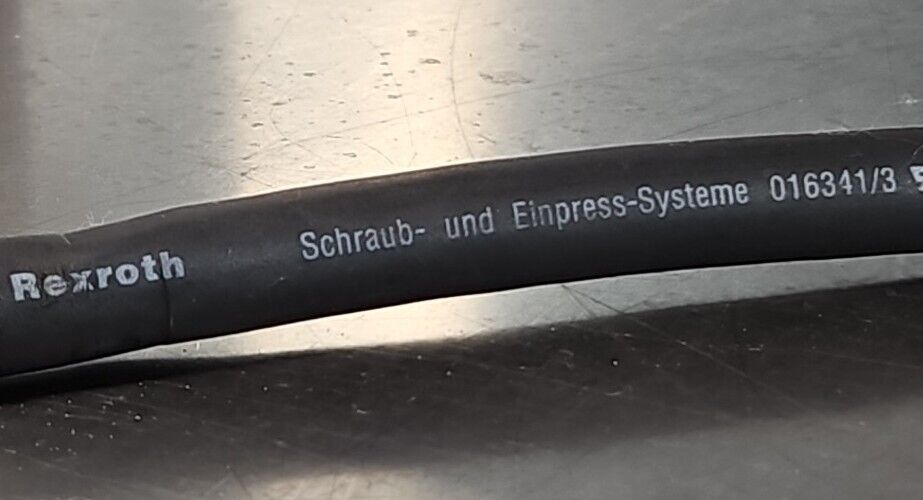 Rexroth Schraub- und Einpress-Systeme 016341/3